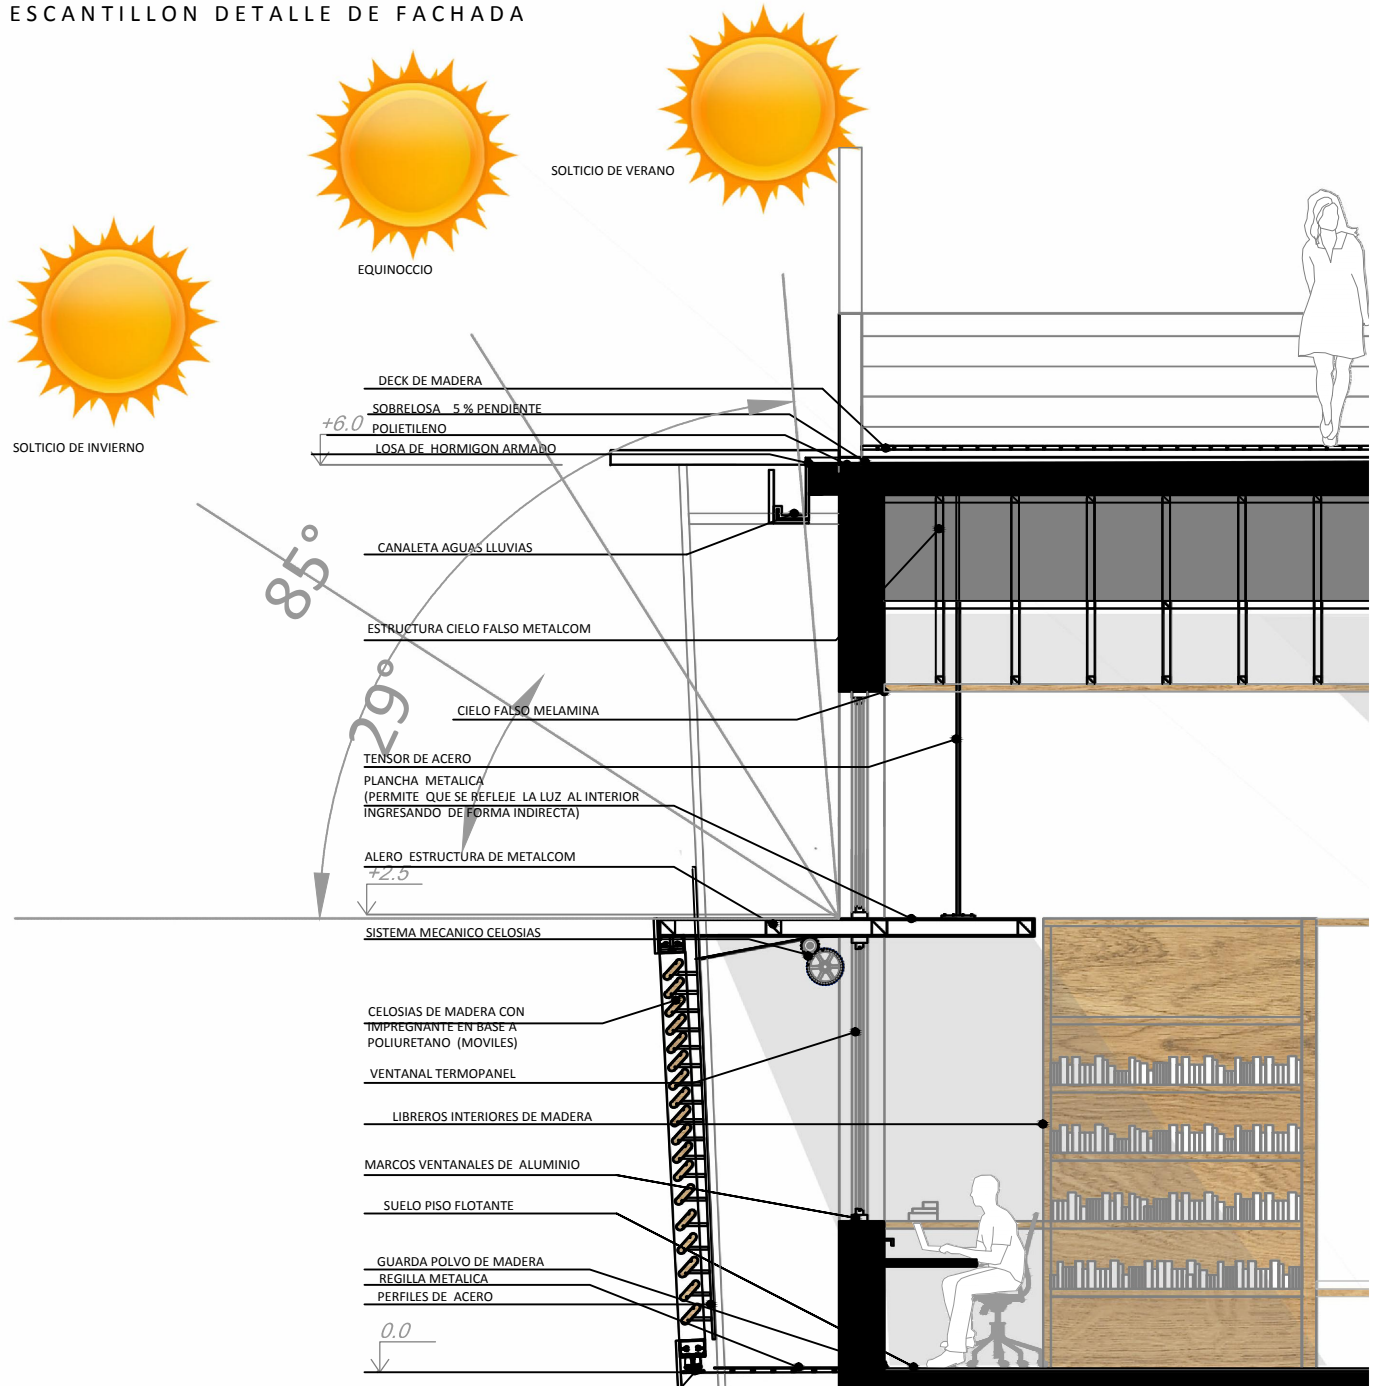 ESCANTILLON DETALLE DE FACHADA
SOLTICIO DE VERANO
EQUINOCCIO
SOLTICIO DE INVIERNO
DECK DE MADERA
SOBRELOSA 5 % PENDIENTE
+6.0
POLIETILENO
LOSA DE HORMIGON ARMADO
85°
CANALETA AGUAS LLUVIAS
ESTRUCTURA CIELO FALSO METALCOM
29°
CIELO FALSO MELAMINA
TENSOR DE ACERO
PLANCHA METALICA
(PERMITE QUE SE REFLEJE LA LUZ AL INTERIOR
INGRESANDO DE FORMA INDIRECTA)
ALERO ESTRUCTURA DE METALCOM
+2.5
SISTEMA MECANICO CELOSIAS
CELOSIAS DE MADERA CON
IMPREGNANTE EN BASE A
POLIURETANO (MOVILES)
VENTANAL TERMOPANEL
LIBREROS INTERIORES DE MADERA
MARCOS VENTANALES DE ALUMINIO
SUELO PISO FLOTANTE
GUARDA POLVO DE MADERA
REGILLA METALICA
PERFILES DE ACERO
0.0